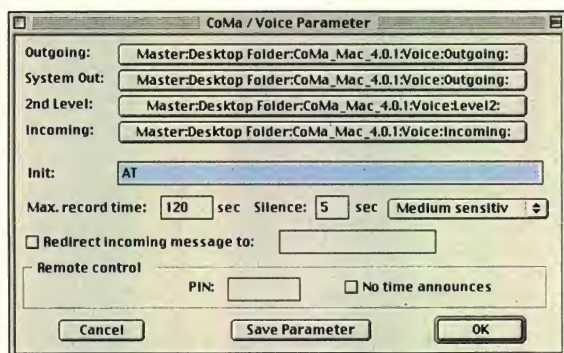 CoMa / Voice Parameter
Outgoing: Master:Desktop Folder:CoMa_Mac_4.0.1:Voice:Outgoing:
System Out: Master:Desktop Folder:CoMa_Mac_4.0.1:Voice:Outgoing:
2nd Level: Master:Desktop Folder:CoMa_Mac_4.0.1:Voice:Level2:
Incoming: Master:Desktop Folder:CoMa_Mac_4.0.1:Voice:Incoming:
Init: AT
Max. record time: 120 sec Silence: 5 sec Medium sensitiv
Redirect incoming message to:
Remote control
PIN: No time announces
Cancel Save Parameter OK